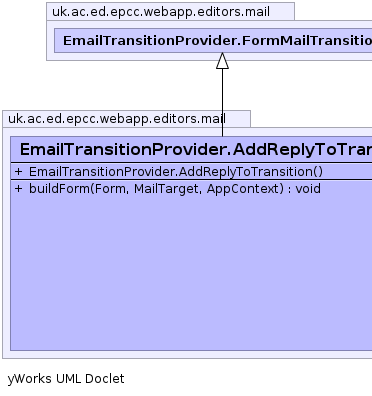 uk.ac.ed.epcc.webapp.editors.mail
EmailTransitionProvider.FormMailTransitio
uk.ac.ed.epcc.webapp.editors.mail
EmailTransitionProvider.AddReplyToTran
+ EmailTransitionProvider.AddReplyToTransition()
+ buildForm(Form, MailTarget, AppContext) : void
yWorks UML Doclet